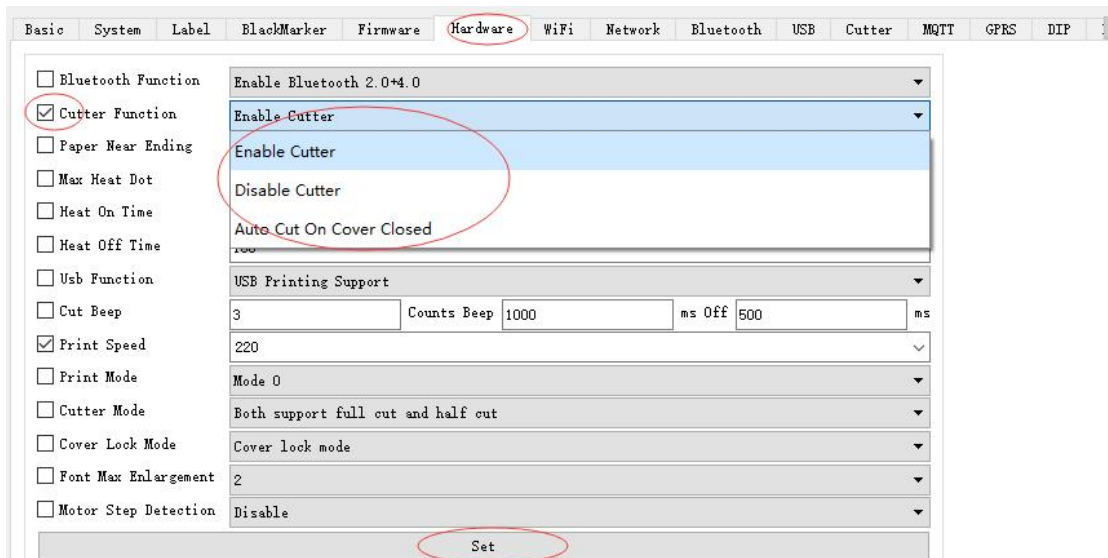 Basic System Label BlackMarker Firmware Hardware WiFi Network Bluetooth USB Cutter MQTT GPRS DIP
Bluetooth Function Enable Bluetooth 2.0+4.0
Cutter Function Enable Cutter
Paper Near Ending Enable Cutter
Max Heat Dot Disable Cutter
Heat On Time Auto Cut On Cover Closed
Heat Off Time
Usb Function USB Printing Support
Cut Beep 3 Counts Beep 1000 ms Off 500 ms
Print Speed 220
Print Mode Mode 0
Cutter Mode Both support full cut and half cut
Cover Lock Mode Cover lock mode
Font Max Enlargement 2
Motor Step Detection Disable
Set